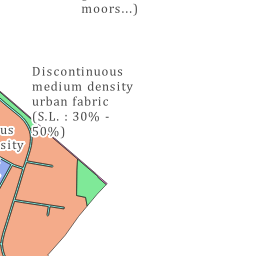 moors...)
Discontinuous
medium density
urban fabric
(S.L. : 30% -
50%)
us
sity